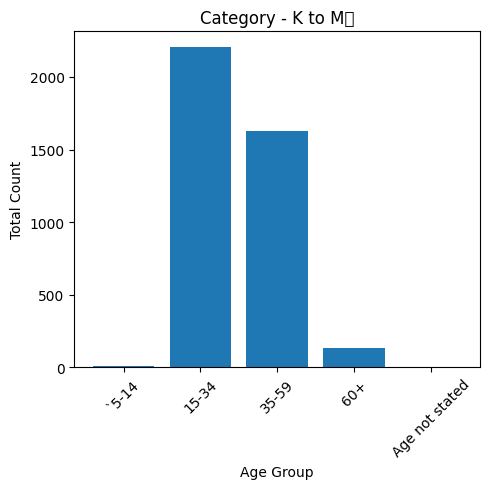 Category - K to M▯
Total Count
2000
1500
1000
500
0
`5-14
15-34
35-59
60+
Age not stated
Age Group